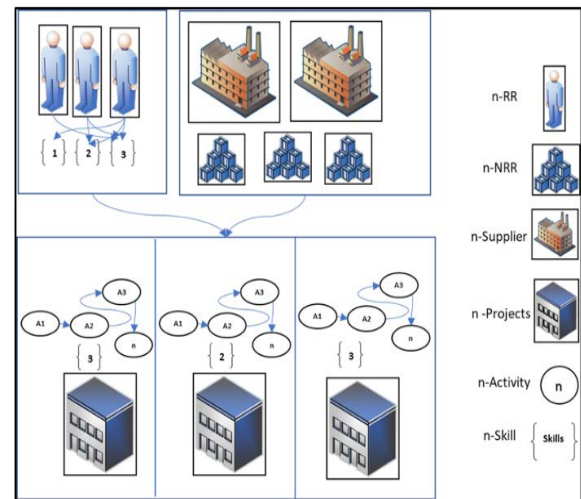 { 1 } { 2 } { 3 }
A3
A1 A2
n
{ 3 }
A3
A1 A2
n
{ 2 }
A3
A1 A2
n
{ 3 }
n-RR
n-NRR
n-Supplier
n -Projects
n-Activity n
n-Skill { Skills }